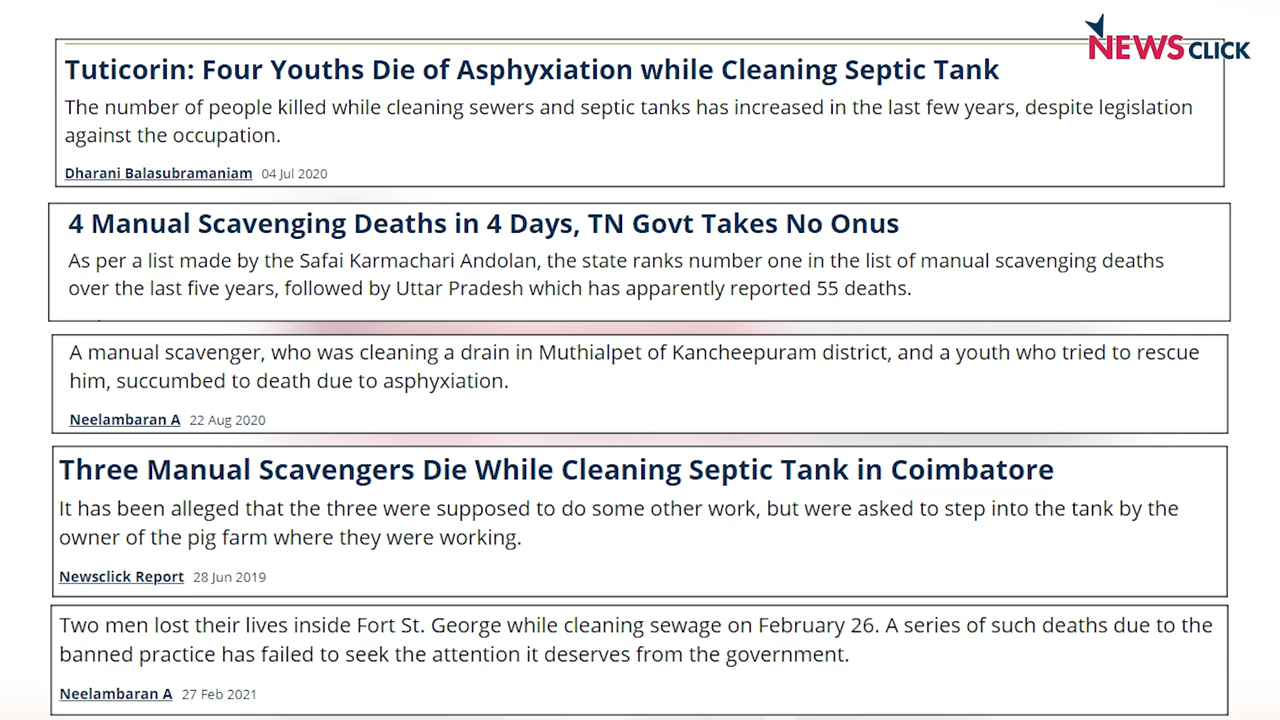 NEWSCLICK
Tuticorin: Four Youths Die of Asphyxiation while Cleaning Septic Tank
The number of people killed while cleaning sewers and septic tanks has increased in the last few years, despite legislation
against the occupation.
Dharani Balasubramaniam 04 Jul 2020
4 Manual Scavenging Deaths in 4 Days, TN Govt Takes No Onus
As per a list made by the Safai Karmachari Andolan, the state ranks number one in the list of manual scavenging deaths
over the last five years, followed by Uttar Pradesh which has apparently reported 55 deaths.
A manual scavenger, who was cleaning a drain in Muthialpet of Kancheepuram district, and a youth who tried to rescue
him, succumbed to death due to asphyxiation.
Neelambaran A 22 Aug 2020
Three Manual Scavengers Die While Cleaning Septic Tank in Coimbatore
It has been alleged that the three were supposed to do some other work, but were asked to step into the tank by the
owner of the pig farm where they were working.
Newsclick Report 28 Jun 2019
Two men lost their lives inside Fort St. George while cleaning sewage on February 26. A series of such deaths due to the
banned practice has failed to seek the attention it deserves from the government.
Neelambaran A 27 Feb 2021